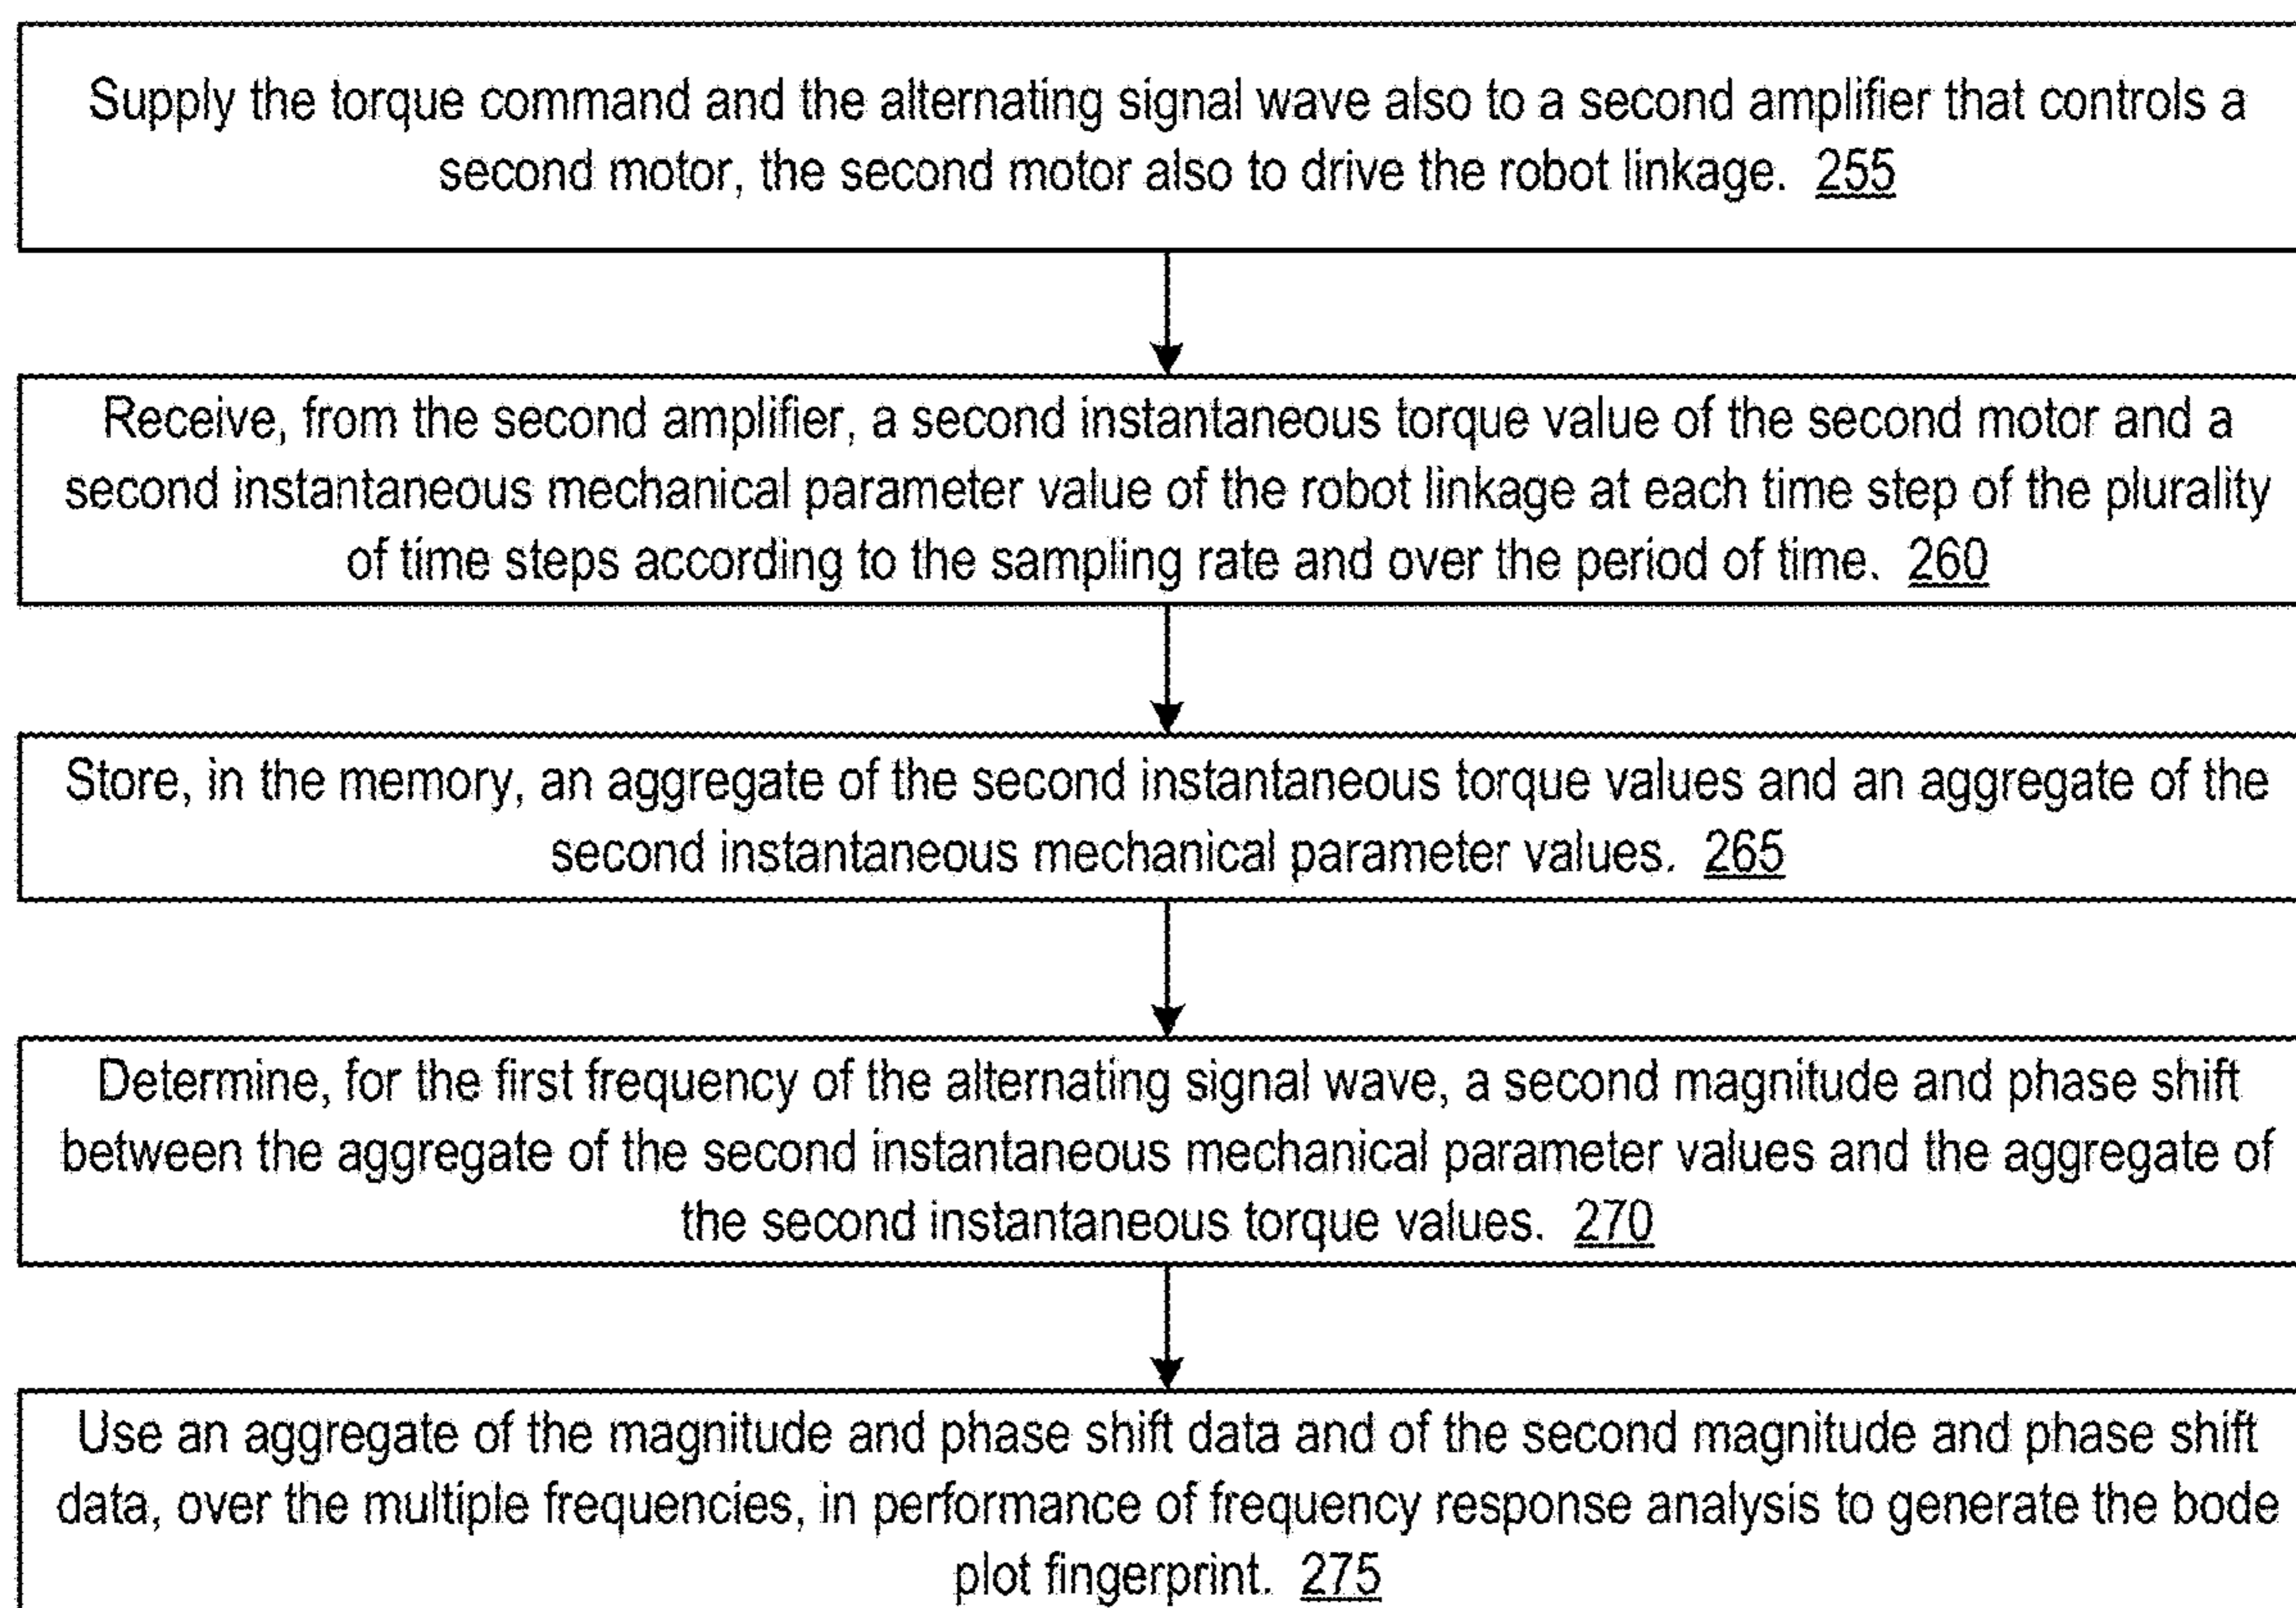 Supply the torque command and the alternating signal wave also to a second amplifier that controls a
second motor, the second motor also to drive the robot linkage. 255
Receive, from the second amplifier, a second instantaneous torque value of the second motor and a
second instantaneous mechanical parameter value of the robot linkage at each time step of the plurality
of time steps according to the sampling rate and over the period of time. 260
Store, in the memory, an aggregate of the second instantaneous torque values and an aggregate of the
second instantaneous mechanical parameter values. 265
Determine, for the first frequency of the alternating signal wave, a second magnitude and phase shift
between the aggregate of the second instantaneous mechanical parameter values and the aggregate of
the second instantaneous torque values. 270
Use an aggregate of the magnitude and phase shift data and of the second magnitude and phase shift
data, over the multiple frequencies, in performance of frequency response analysis to generate the bode
plot fingerprint. 275